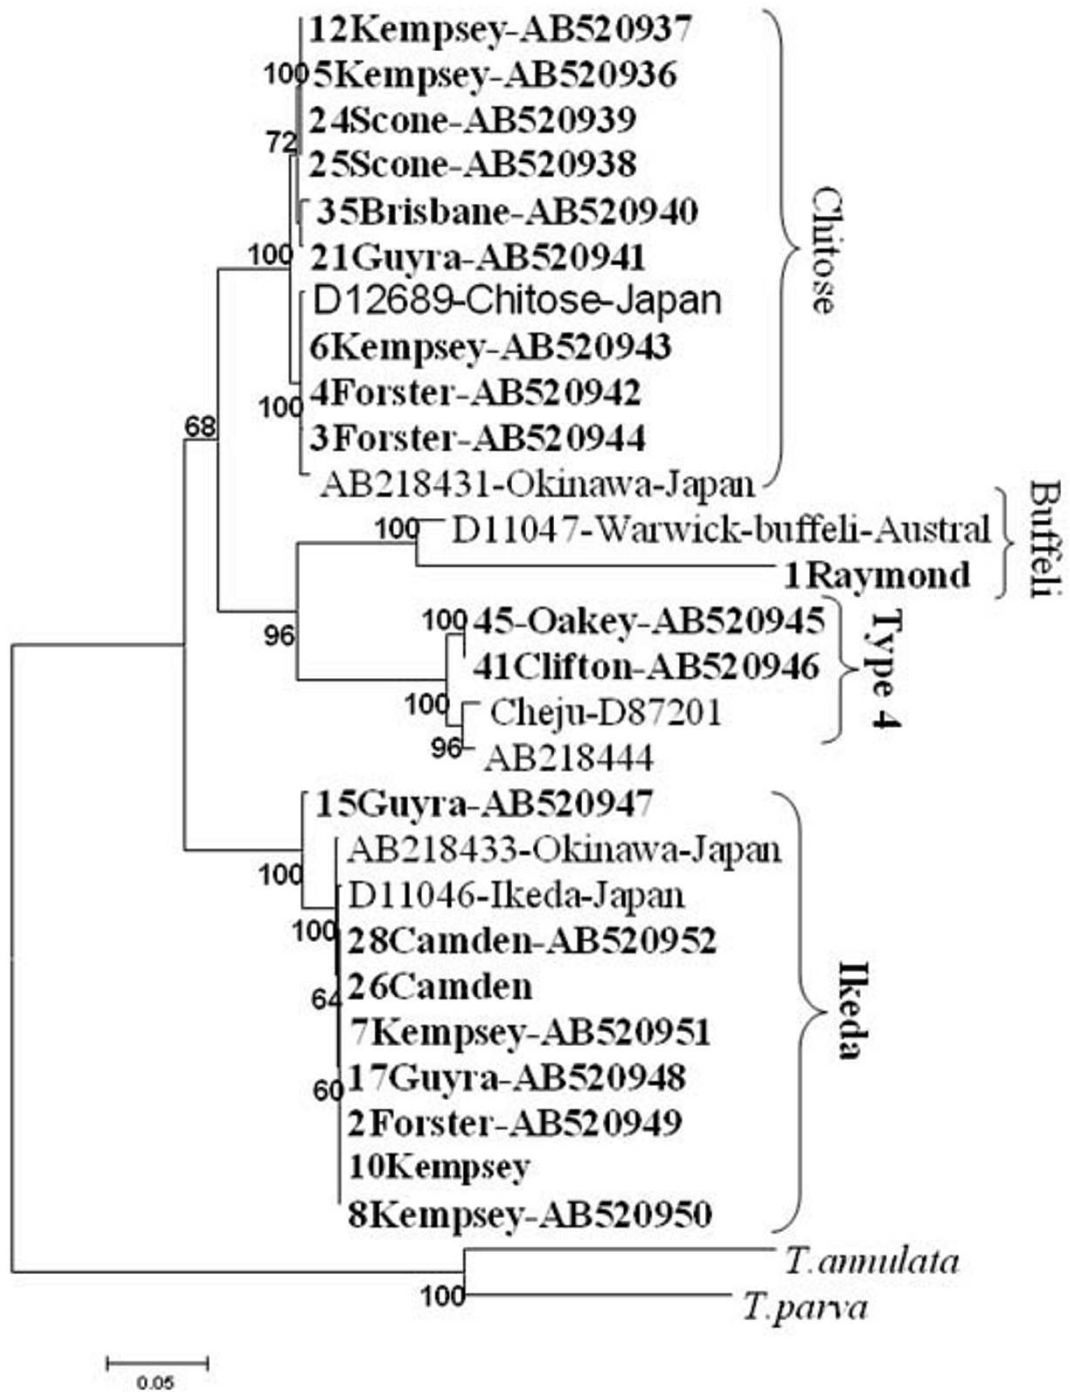 12Kempsey-AB520937
100
5Kempsey-AB520936
24Scone-AB520939
72
25Scone-AB520938
35Brisbane-AB520940
Chitose
100
21Guyra-AB520941
D12689-Chitose-Japan
6Kempsey-AB520943
4Forster-AB520942
100
3Forster-AB520944
68
AB218431-Okinawa-Japan
100
D11047-Warwick-buffeli-Austral
Buffeli
1Raymond
100
45-Oakey-AB520945
96
41Clifton-AB520946
Type 4
100
Cheju-D87201
96
AB218444
15Guyra-AB520947
AB218433-Okinawa-Japan
100
D11046-Ikeda-Japan
100
28Camden-AB520952
26Camden
64
Ikeda
7Kempsey-AB520951
17Guyra-AB520948
60
2Forster-AB520949
10Kempsey
8Kempsey-AB520950
T.annulata
100
T.parva
0.05